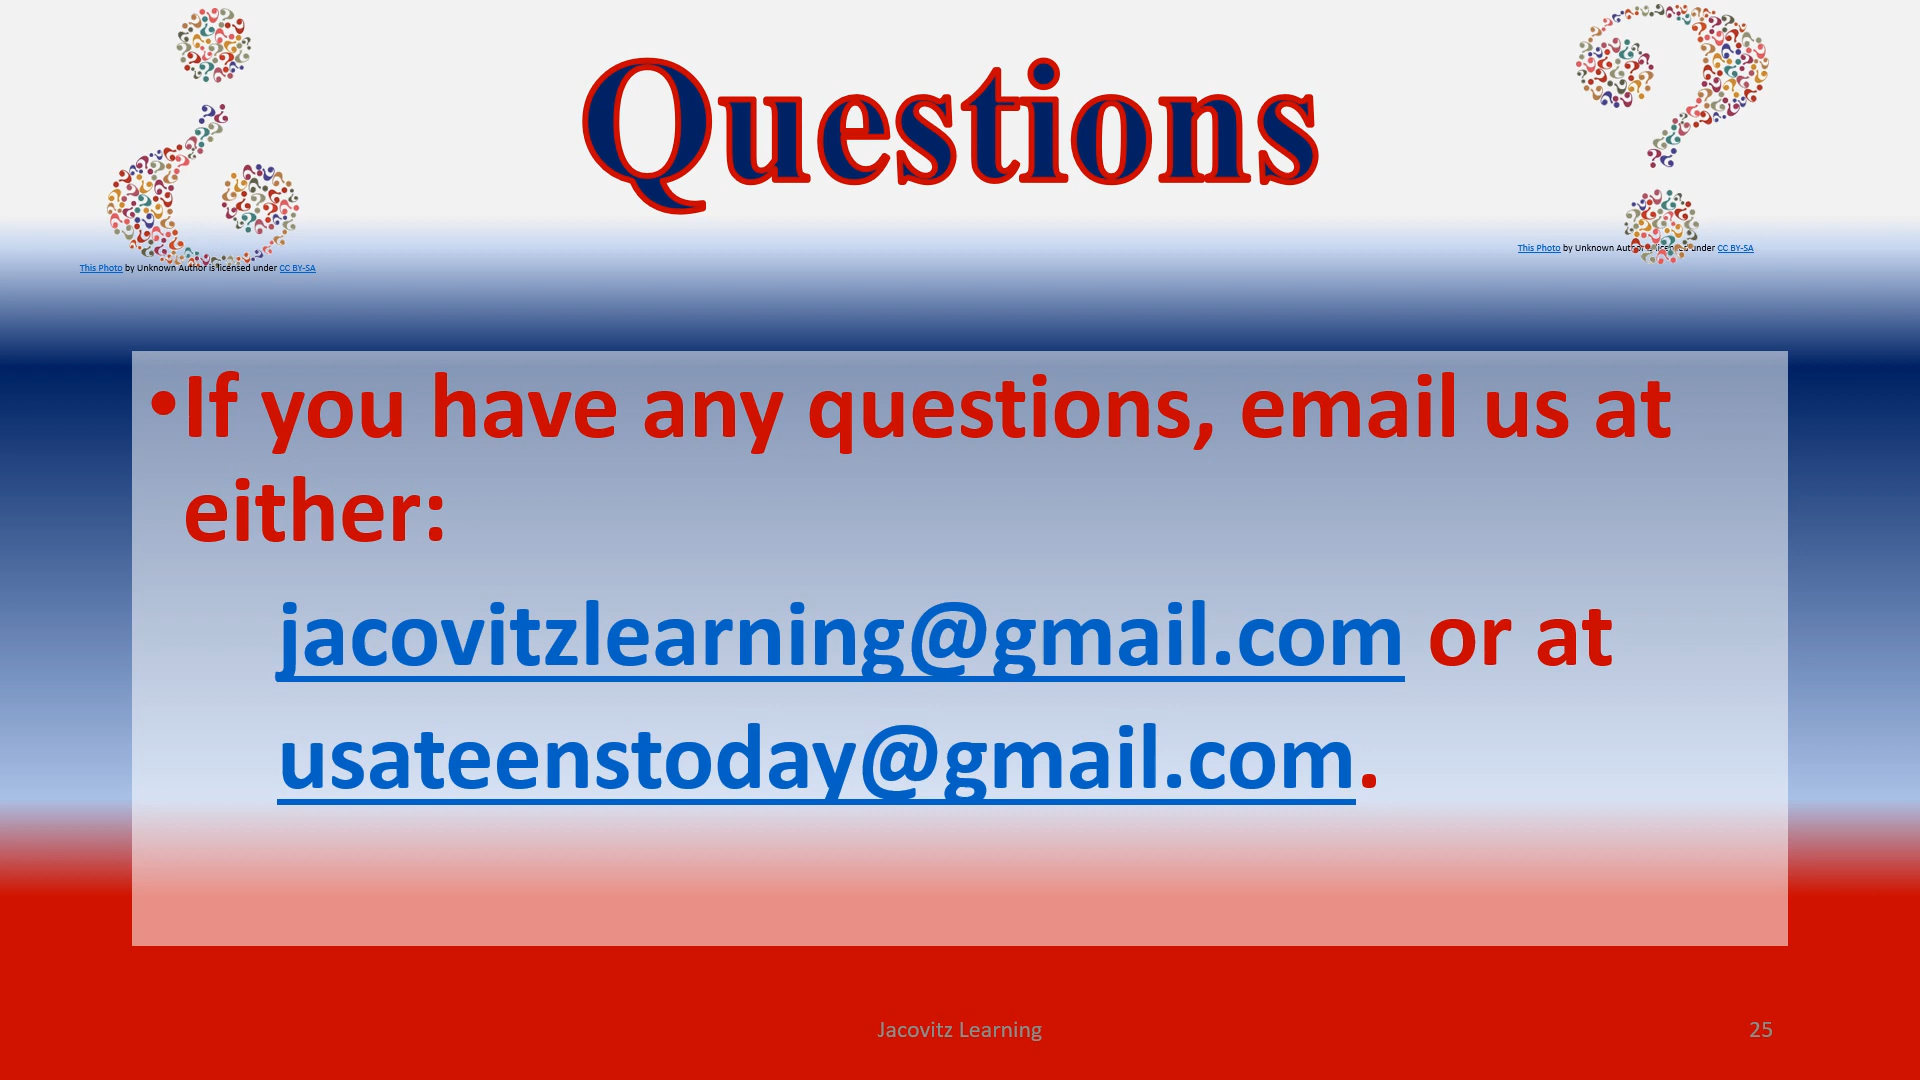 Questions
This Photo by Unknown Author is licensed under CC BY-SA
This Photo by Unknown Author is licensed under CC BY-SA
•If you have any questions, email us at
either:
jacovitzlearning@gmail.com or at
usateenstoday@gmail.com.
Jacovitz Learning
25